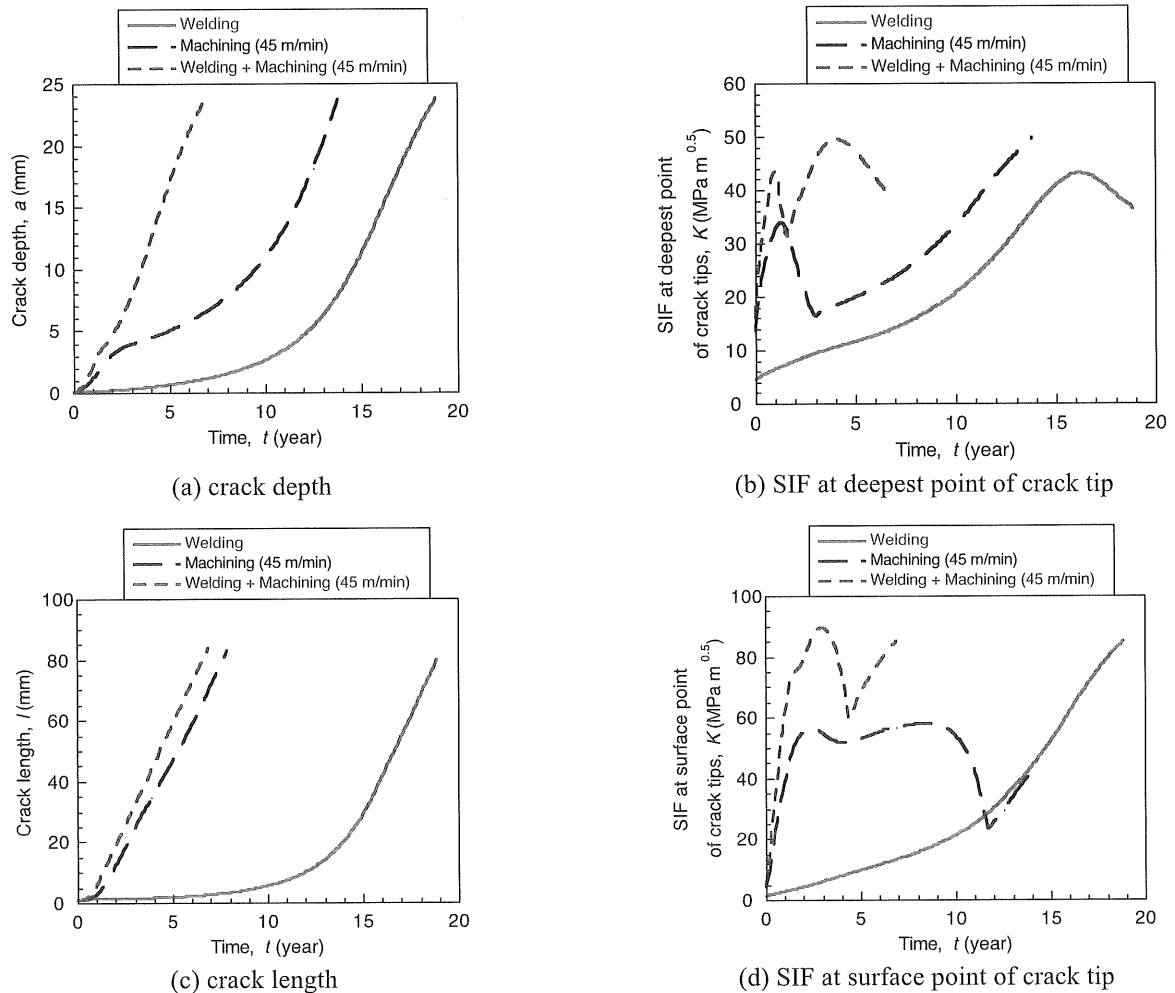 Welding
Machining (45 m/min)
Welding + Machining (45 m/min)
25
20
15
10
5
0
Crack depth, a (mm)
0 5 10 15 20
Time, t (year)
(a) crack depth
Welding
Machining (45 m/min)
Welding + Machining (45 m/min)
60
50
40
30
20
10
0
SIF at deepest point
of crack tips, K (MPa m^0.5)
0 5 10 15 20
Time, t (year)
(b) SIF at deepest point of crack tip
Welding
Machining (45 m/min)
Welding + Machining (45 m/min)
100
80
60
40
20
0
Crack length, l (mm)
0 5 10 15 20
Time, t (year)
(c) crack length
Welding
Machining (45 m/min)
Welding + Machining (45 m/min)
100
80
60
40
20
0
SIF at surface point
of crack tips, K (MPa m^0.5)
0 5 10 15 20
Time, t (year)
(d) SIF at surface point of crack tip